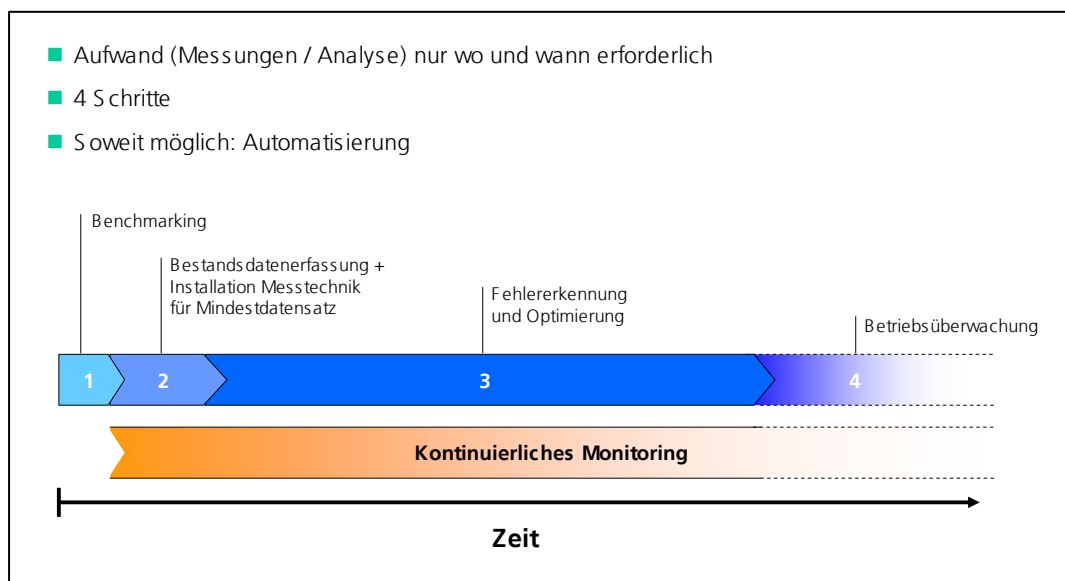 Aufwand (Messungen / Analyse) nur wo und wann erforderlich
4 Schritte
Soweit möglich: Automatisierung
Benchmarking
Bestandsdatenerfassung +
Installation Messtechnik
für Mindestdatensatz
Fehlererkennung
und Optimierung
Betriebsüberwachung
1
2
3
4
Kontinuierliches Monitoring
Zeit